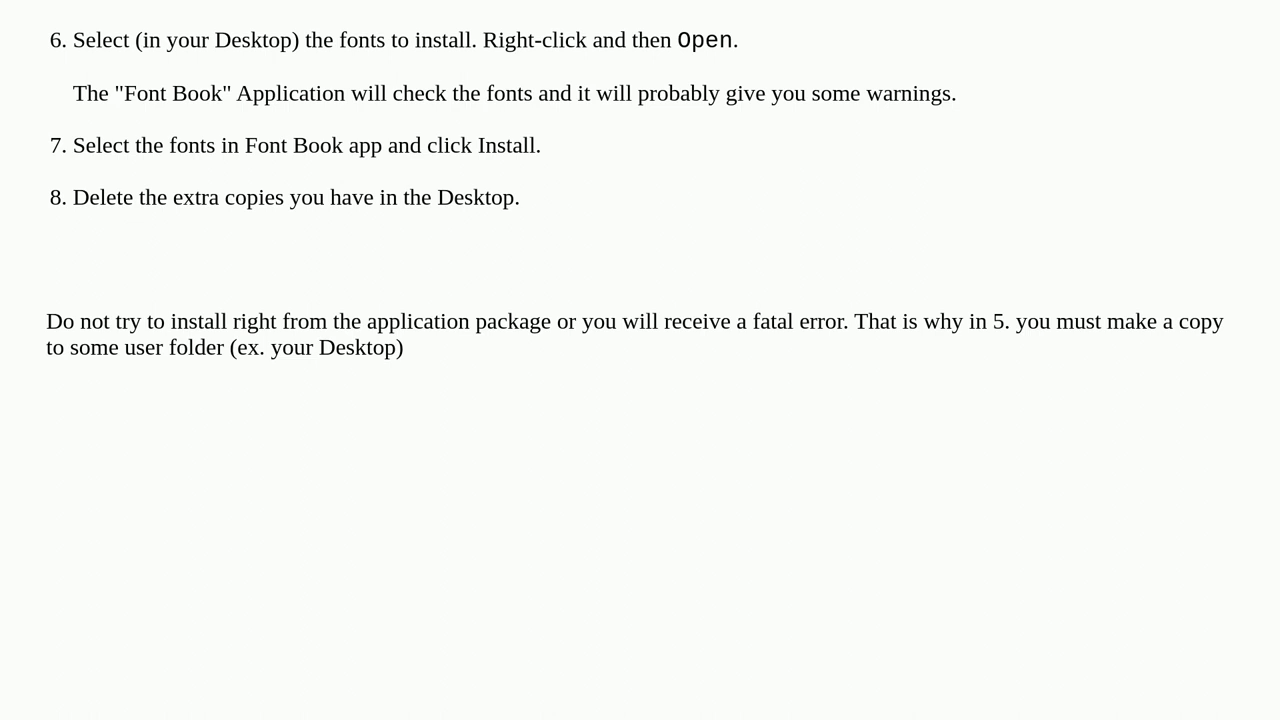 6. Select (in your Desktop) the fonts to install. Right-click and then Open.
The "Font Book" Application will check the fonts and it will probably give you some warnings.
7. Select the fonts in Font Book app and click Install.
8. Delete the extra copies you have in the Desktop.
Do not try to install right from the application package or you will receive a fatal error. That is why in 5. you must make a copy
to some user folder (ex. your Desktop)